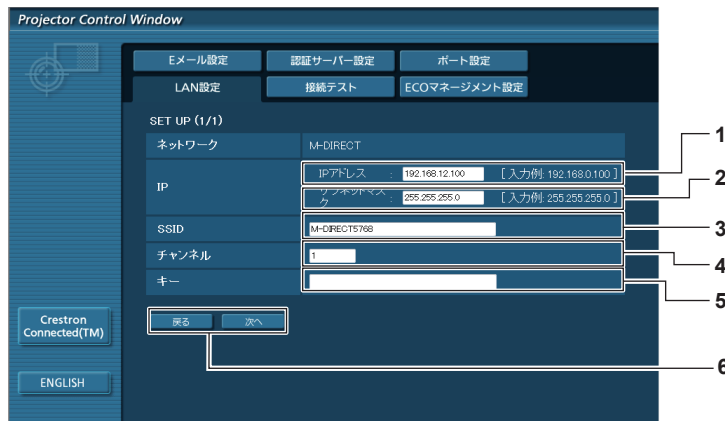 Projector Control Window
Eメール設定 認証サーバー設定 ポート設定
LAN設定 接続テスト ECOマネージメント設定
SET UP (1/1)
ネットワーク M-DIRECT
IP
IPアドレス : 192.168.12.100 [ 入力例: 192.168.0.100 ]
サブネットマスク : 255.255.255.0 [ 入力例: 255.255.255.0 ]
SSID M-DIRECT5768
チャンネル 1
キー
戻る 次へ
Crestron
Connected(TM)
ENGLISH
1
2
3
4
5
6